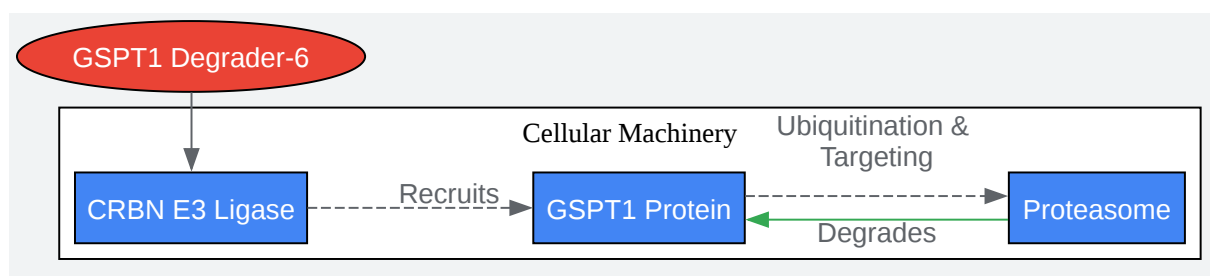 GSPT1 Degrader-6
Cellular Machinery
Ubiquitination &
Targeting
CRBN E3 Ligase
Recruits
GSPT1 Protein
Degrades
Proteasome